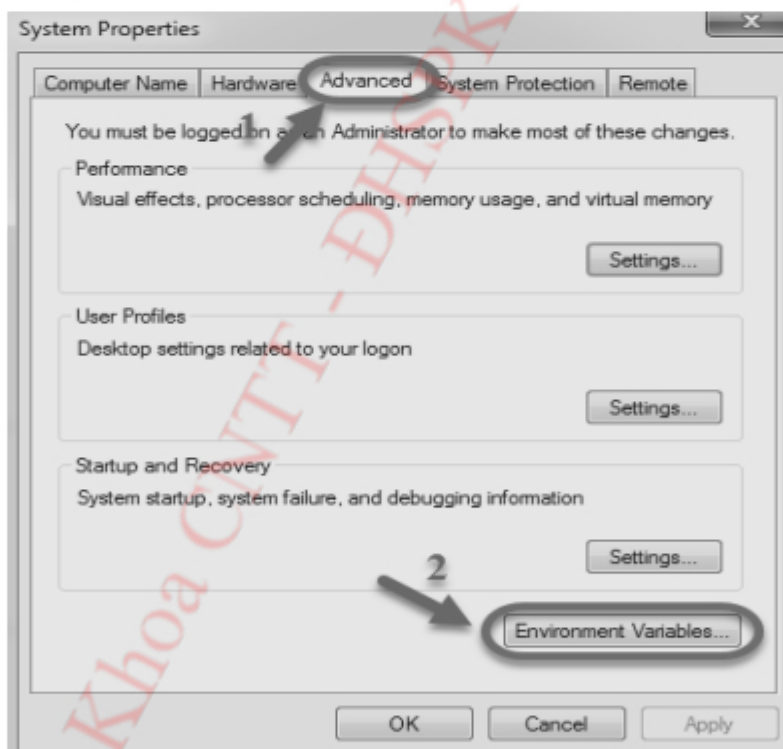 System Properties
Computer Name Hardware Advanced System Protection Remote
1
You must be logged on as an Administrator to make most of these changes.
Performance
Visual effects, processor scheduling, memory usage, and virtual memory
Settings...
User Profiles
Desktop settings related to your logon
Settings...
Startup and Recovery
System startup, system failure, and debugging information
Settings...
2
Environment Variables...
OK Cancel Apply
Khoa CNTT - ĐHSPK